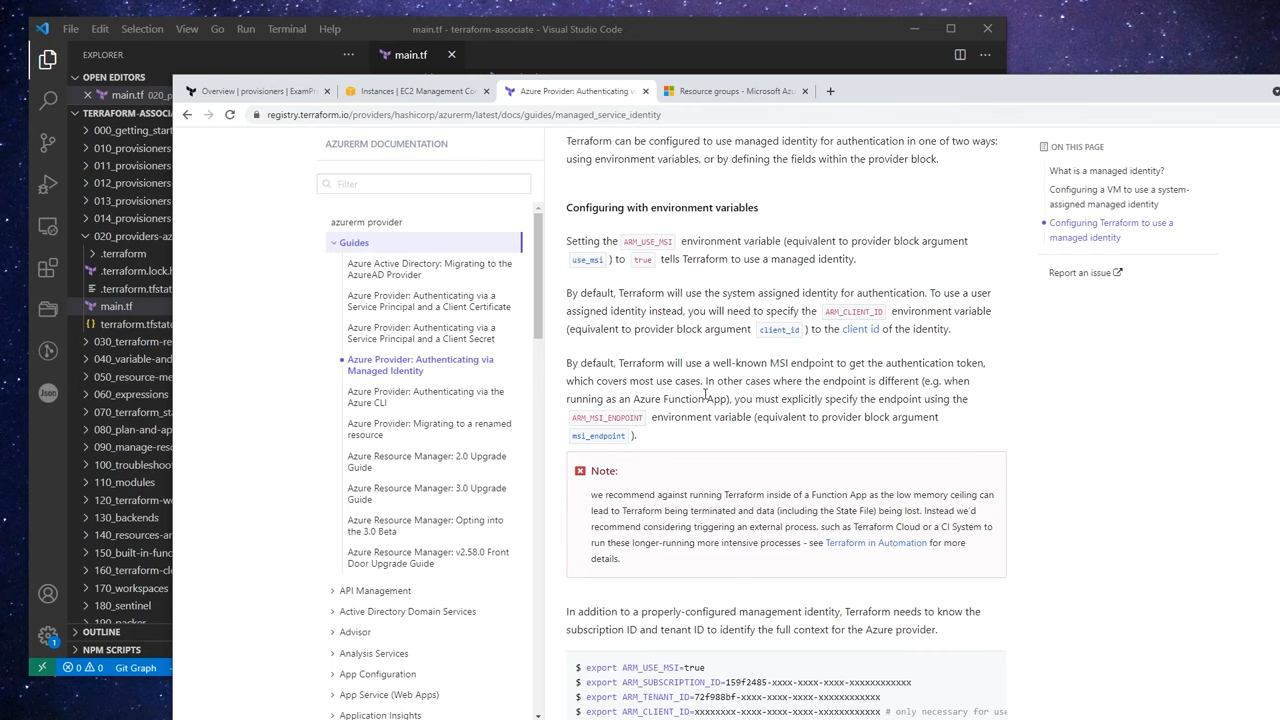 File Edit Selection View Go Run Terminal Help
main.tf - terraform-associate - Visual Studio Code
EXPLORER
main.tf
OPEN EDITORS
main.tf 020_p
TERRAFORM-ASSOCIA
000_getting_start
010_provisioners
011_provisioners
012_provisioners
013_provisioners
014_provisioners
020_providers-az
.terraform
.terraform.lock.h
.terraform.tfstat
main.tf
terraform.tfstate
030_terraform-re
040_variable-and
050_resource-me
060_expressions
080_plan-and-ap
090_manage-reso
100_troubleshoot
110_modules
120_terraform-w
130_backends
140_resources-an
150_built-in-func
160_terraform-cl
170_workspaces
180_sentinel
OUTLINE
NPM SCRIPTS
0 0 Git Graph
1
Json
Overview | provisioners | ExamPr
Instances | EC2 Management Co
Azure Provider: Authenticating v
Resource groups - Microsoft Az
registry.terraform.io/providers/hashicorp/azurerm/latest/docs/guides/managed_service_identity
AZURERM DOCUMENTATION
Filter
azurerm provider
Guides
Azure Active Directory: Migrating to the
AzureAD Provider
Azure Provider: Authenticating via a
Service Principal and a Client Certificate
Azure Provider: Authenticating via a
Service Principal and a Client Secret
Azure Provider: Authenticating via
Managed Identity
Azure Provider: Authenticating via the
Azure CLI
Azure Provider: Migrating to a renamed
resource
Azure Resource Manager: 2.0 Upgrade
Guide
Azure Resource Manager: 3.0 Upgrade
Guide
Azure Resource Manager: Opting into
the 3.0 Beta
Azure Resource Manager: v2.58.0 Front
Door Upgrade Guide
API Management
Active Directory Domain Services
Advisor
Analysis Services
App Configuration
App Service (Web Apps)
Application Insights
Terraform can be configured to use managed identity for authentication in one of two ways:
using environment variables, or by defining the fields within the provider block.
Configuring with environment variables
Setting the ARM_USE_MSI environment variable (equivalent to provider block argument
use_msi ) to true tells Terraform to use a managed identity.
By default, Terraform will use the system assigned identity for authentication. To use a user
assigned identity instead, you will need to specify the ARM_CLIENT_ID environment variable
(equivalent to provider block argument client_id ) to the client id of the identity.
By default, Terraform will use a well-known MSI endpoint to get the authentication token,
which covers most use cases. In other cases where the endpoint is different (e.g. when
running as an Azure Function App), you must explicitly specify the endpoint using the
ARM_MSI_ENDPOINT environment variable (equivalent to provider block argument
msi_endpoint ).
Note:
we recommend against running Terraform inside of a Function App as the low memory ceiling can
lead to Terraform being terminated and data (including the State File) being lost. Instead we'd
recommend considering triggering an external process, such as Terraform Cloud or a CI System to
run these longer-running more intensive processes - see Terraform in Automation for more
details.
In addition to a properly-configured management identity, Terraform needs to know the
subscription ID and tenant ID to identify the full context for the Azure provider.
$ export ARM_USE_MSI=true
$ export ARM_SUBSCRIPTION_ID=159f2485-xxxx-xxxx-xxxx-xxxxxxxxxxxx
$ export ARM_TENANT_ID=72f988bf-xxxx-xxxx-xxxx-xxxxxxxxxxxx
$ export ARM_CLIENT_ID=xxxxxxxx-xxxx-xxxx-xxxx-xxxxxxxxxxxx # only necessary for use
ON THIS PAGE
What is a managed identity?
Configuring a VM to use a system-
assigned managed identity
Configuring Terraform to use a
managed identity
Report an issue